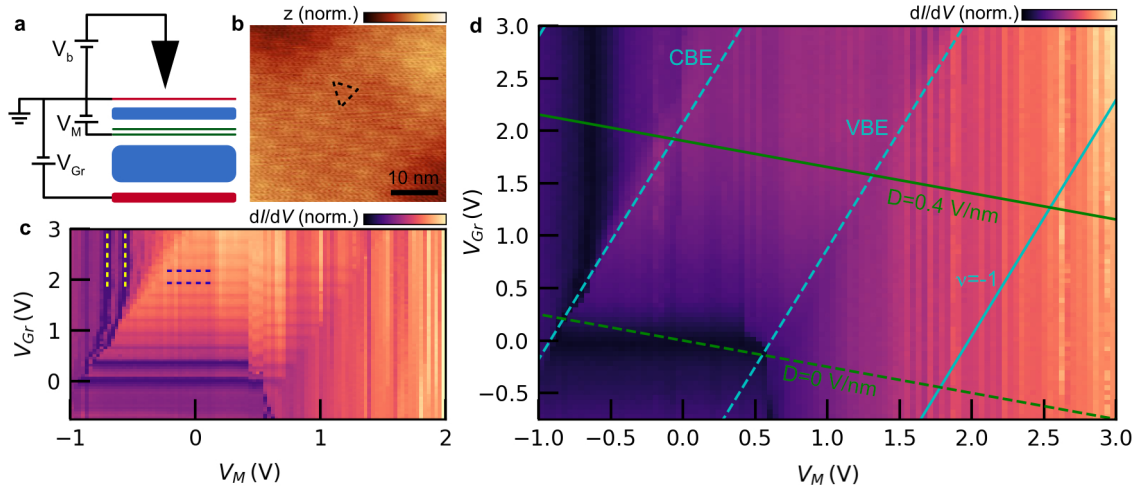 a
V_b
V_M
V_Gr
b
z (norm.)
10 nm
c
dI/dV (norm.)
V_Gr (V)
3
2
1
0
−1
0
1
2
V_M (V)
d
dI/dV (norm.)
V_Gr (V)
3.0
2.5
2.0
1.5
1.0
0.5
0.0
−0.5
CBE
VBE
D=0.4 V/nm
ν=-1
D=0 V/nm
−1.0
−0.5
0.0
0.5
1.0
1.5
2.0
2.5
3.0
V_M (V)